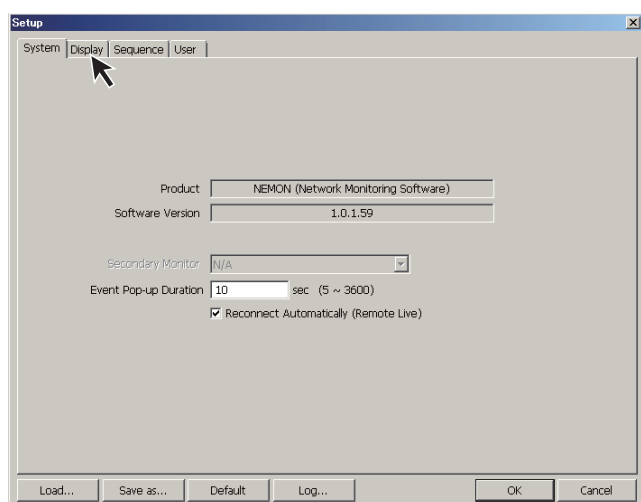 Setup
System Display Sequence User
Product NEMON (Network Monitoring Software)
Software Version 1.0.1.59
Secondary Monitor N/A
Event Pop-up Duration 10 sec (5 ~ 3600)
Reconnect Automatically (Remote Live)
Load... Save as... Default Log... OK Cancel